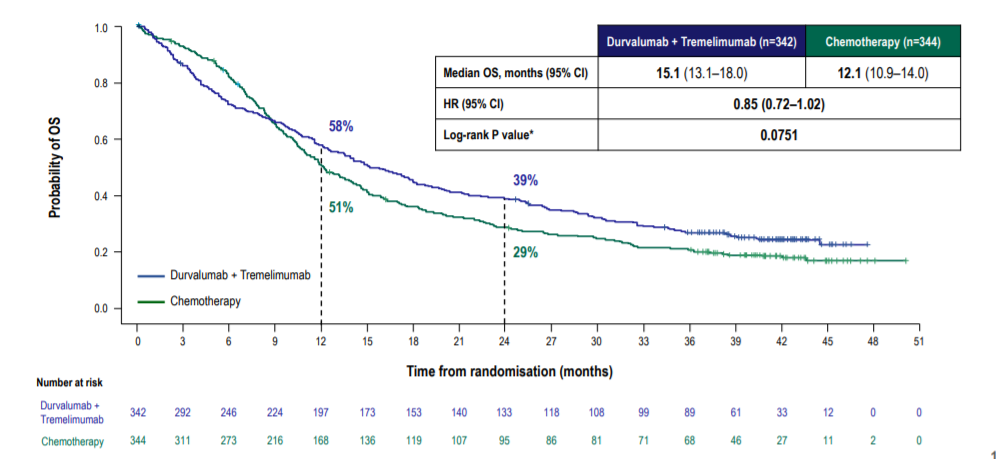 Durvalumab + Tremelimumab (n=342) Chemotherapy (n=344)
Median OS, months (95% CI) 15.1 (13.1–18.0) 12.1 (10.9–14.0)
HR (95% CI) 0.85 (0.72–1.02)
Log-rank P value* 0.0751
Probability of OS
1.0
0.8
0.6
0.4
0.2
0.0
58%
51%
39%
29%
Durvalumab + Tremelimumab
Chemotherapy
0 3 6 9 12 15 18 21 24 27 30 33 36 39 42 45 48 51
Time from randomisation (months)
Number at risk
Durvalumab +
Tremelimumab 342 292 246 224 197 173 153 140 133 118 108 99 89 61 33 12 0 0
Chemotherapy 344 311 273 216 168 136 119 107 95 86 81 71 68 46 27 11 2 0
1